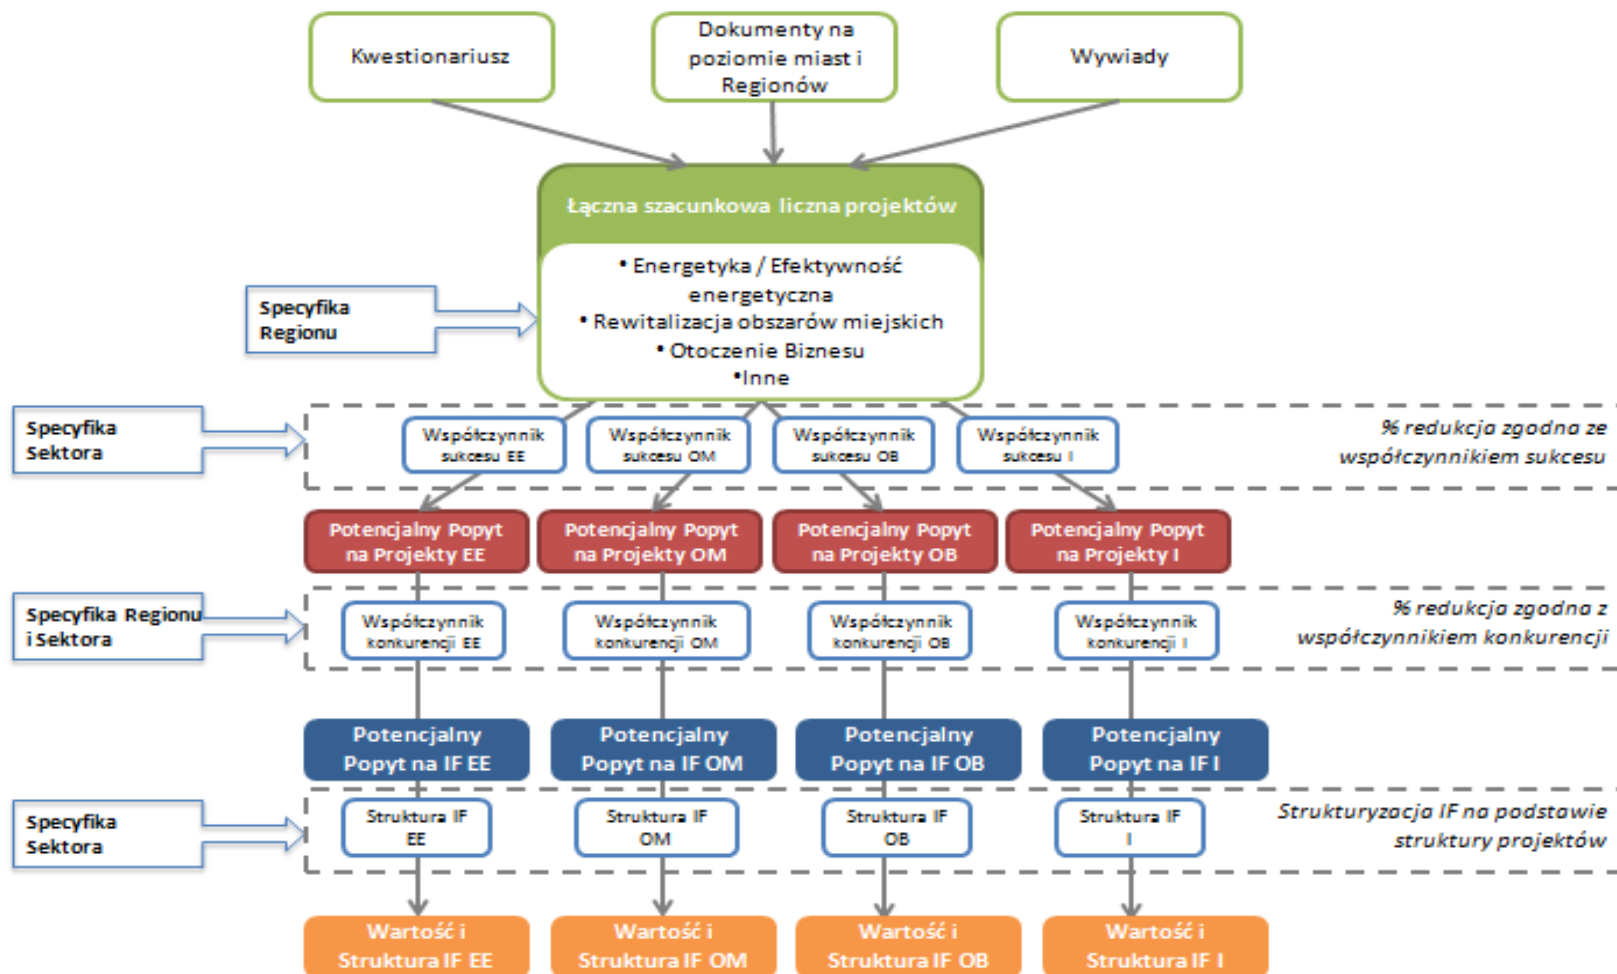 Kwestionariusz
Dokumenty na
poziomie miast i
Regionów
Wywiady
Łączna szacunkowa liczna projektów
• Energetyka / Efektywność
energetyczna
• Rewitalizacja obszarów miejskich
• Otoczenie Biznesu
•Inne
Specyfika
Regionu
Specyfika
Sektora
Współczynnik
sukcesu EE
Współczynnik
sukcesu OM
Współczynnik
sukcesu OB
Współczynnik
sukcesu I
% redukcja zgodna ze
współczynnikiem sukcesu
Potencjalny Popyt
na Projekty EE
Potencjalny Popyt
na Projekty OM
Potencjalny Popyt
na Projekty OB
Potencjalny Popyt
na Projekty I
Specyfika Regionu
i Sektora
Współczynnik
konkurencji EE
Współczynnik
konkurencji OM
Współczynnik
konkurencji OB
Współczynnik
konkurencji I
% redukcja zgodna z
współczynnikiem konkurencji
Potencjalny
Popyt na IF EE
Potencjalny
Popyt na IF OM
Potencjalny
Popyt na IF OB
Potencjalny
Popyt na IF I
Specyfika
Sektora
Struktura IF
EE
Struktura IF
OM
Struktura IF
OB
Struktura IF
I
Strukturyzacja IF na podstawie
struktury projektów
Wartość i
Struktura IF EE
Wartość i
Struktura IF OM
Wartość i
Struktura IF OB
Wartość i
Struktura IF I